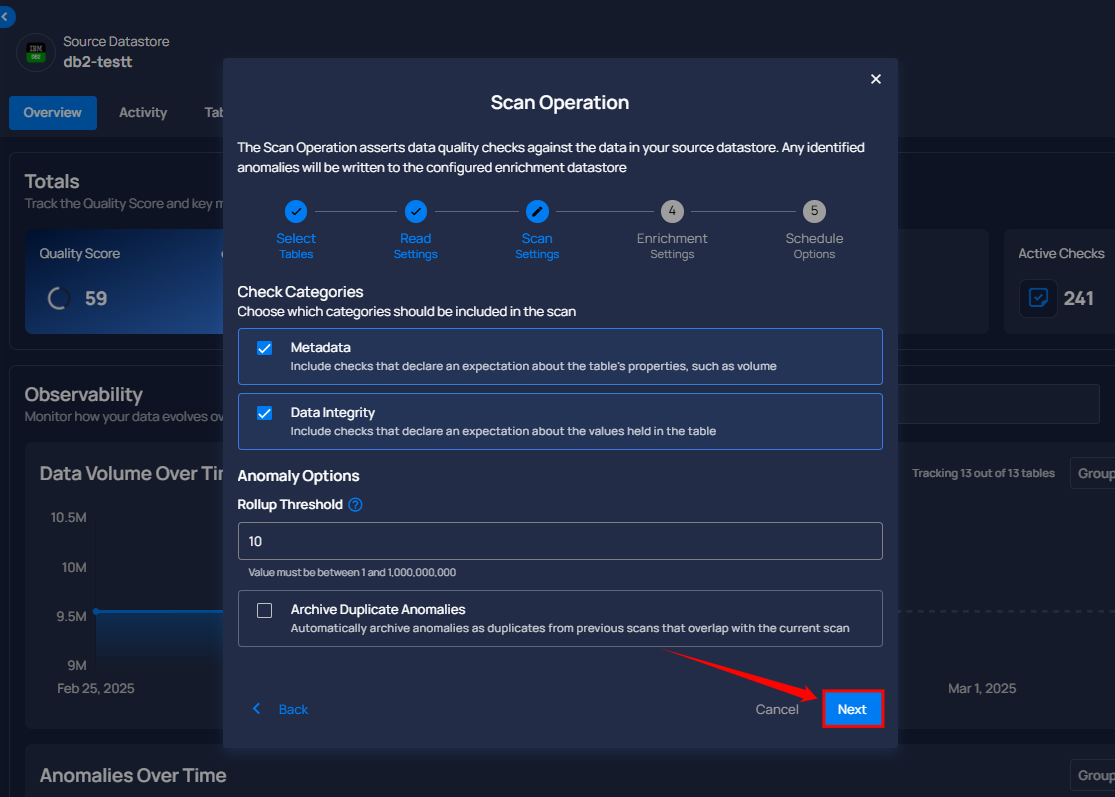 Source Datastore
IBM
DB2
db2-testt
Overview
Activity
Tab
Totals
Track the Quality Score and key m
Quality Score
59
Active Checks
241
Observability
Monitor how your data evolves ov
Data Volume Over Tim
Tracking 13 out of 13 tables
Group
10.5M
10M
9.5M
9M
Feb 25, 2025
Mar 1, 2025
Anomalies Over Time
Group
Scan Operation
The Scan Operation asserts data quality checks against the data in your source datastore. Any identified
anomalies will be written to the configured enrichment datastore
Select
Tables
Read
Settings
Scan
Settings
4
Enrichment
Settings
5
Schedule
Options
Check Categories
Choose which categories should be included in the scan
Metadata
Include checks that declare an expectation about the table's properties, such as volume
Data Integrity
Include checks that declare an expectation about the values held in the table
Anomaly Options
Rollup Threshold ?
10
Value must be between 1 and 1,000,000,000
Archive Duplicate Anomalies
Automatically archive anomalies as duplicates from previous scans that overlap with the current scan
Back
Cancel
Next